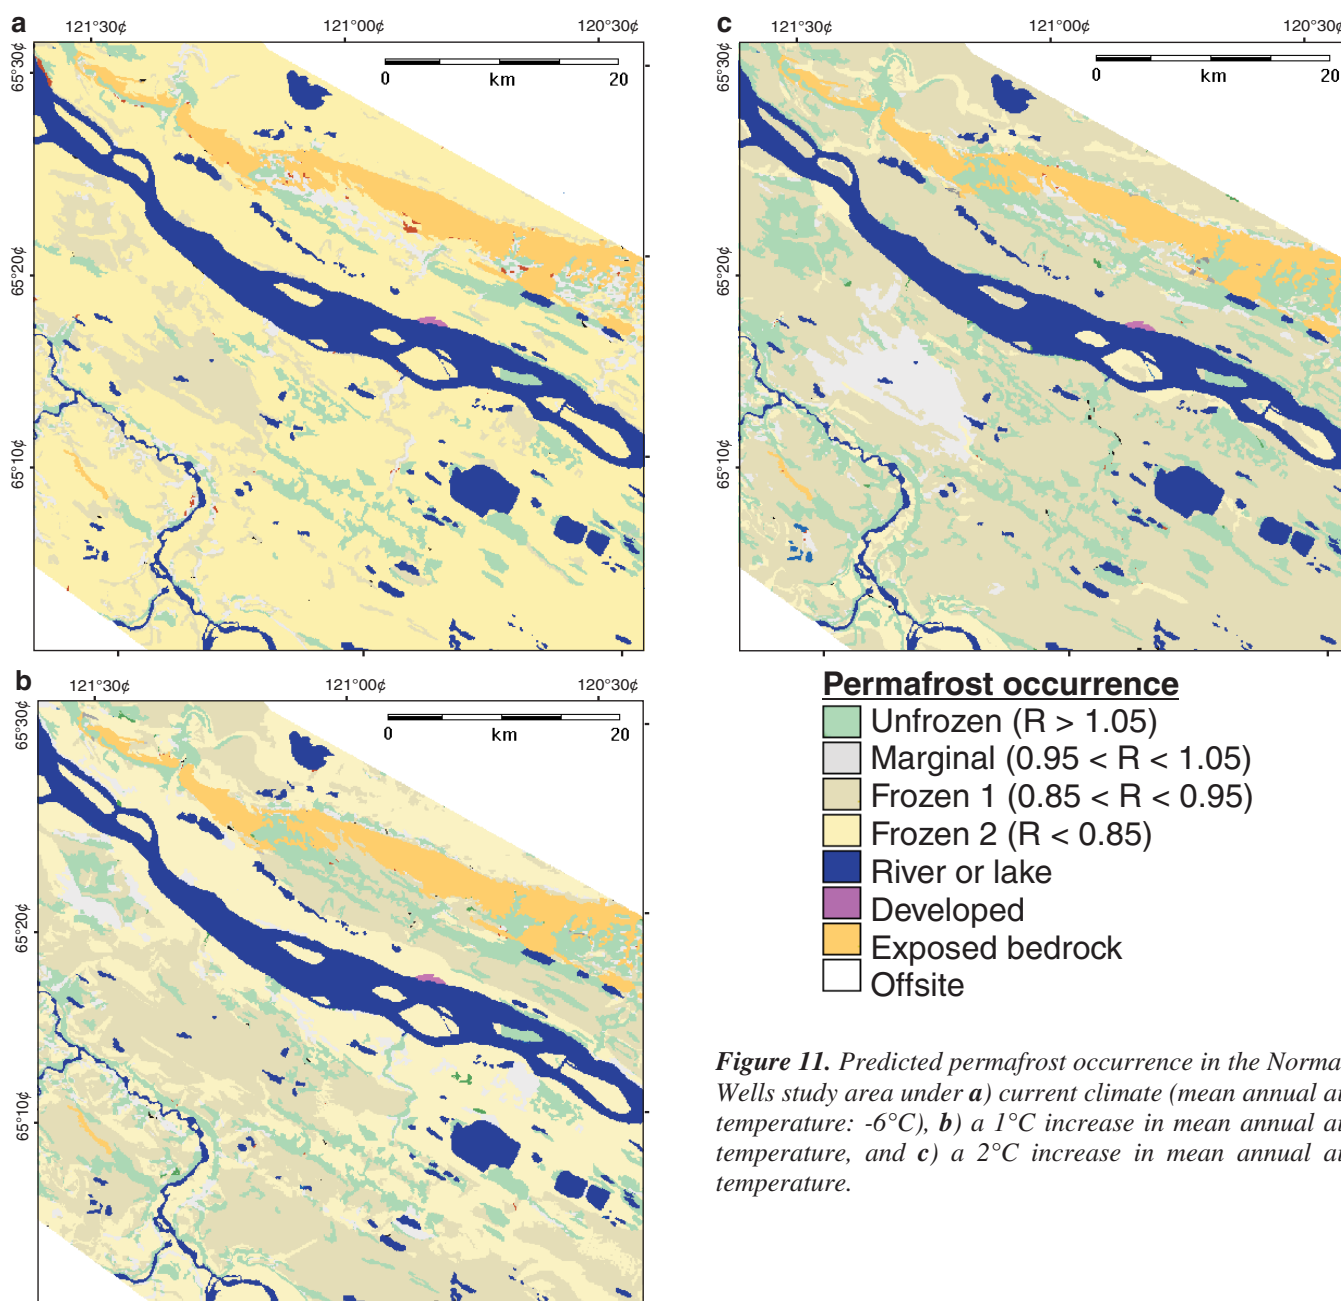 a
121°30¢ 121°00¢ 120°30¢
65°30¢
65°20¢
65°10¢
0 km 20
c
121°30¢ 121°00¢ 120°30¢
65°30¢
65°20¢
65°10¢
0 km 20
b
121°30¢ 121°00¢ 120°30¢
65°30¢
65°20¢
65°10¢
0 km 20
Permafrost occurrence
Unfrozen (R > 1.05)
Marginal (0.95 < R < 1.05)
Frozen 1 (0.85 < R < 0.95)
Frozen 2 (R < 0.85)
River or lake
Developed
Exposed bedrock
Offsite
Figure 11. Predicted permafrost occurrence in the Norma
Wells study area under a) current climate (mean annual ai
temperature: -6°C), b) a 1°C increase in mean annual ai
temperature, and c) a 2°C increase in mean annual ai
temperature.